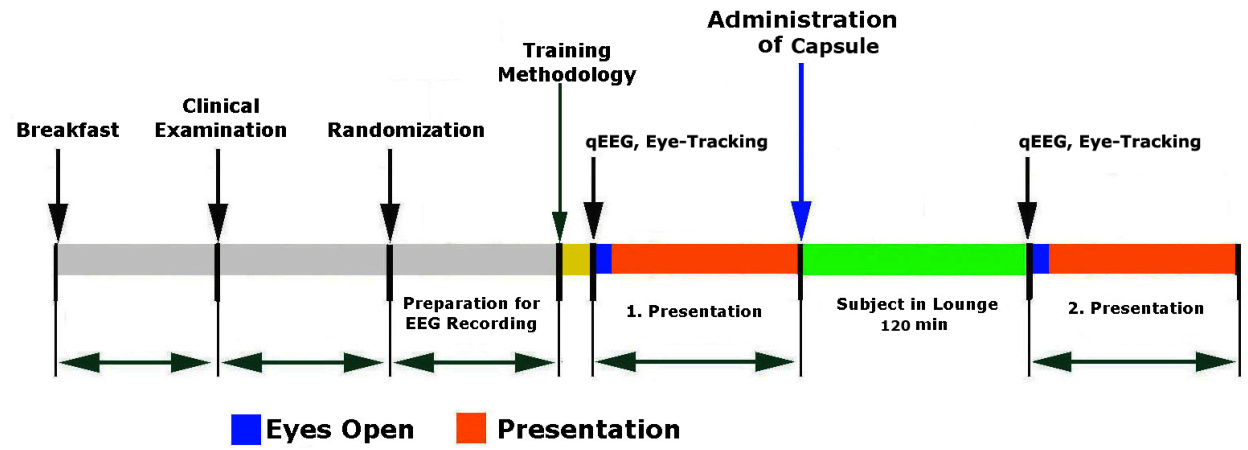 Administration
of Capsule
Training
Methodology
Clinical
Examination
Breakfast
Randomization
qEEG, Eye-Tracking
qEEG, Eye-Tracking
Preparation for
EEG Recording
1. Presentation
Subject in Lounge
120 min
2. Presentation
Eyes Open
Presentation